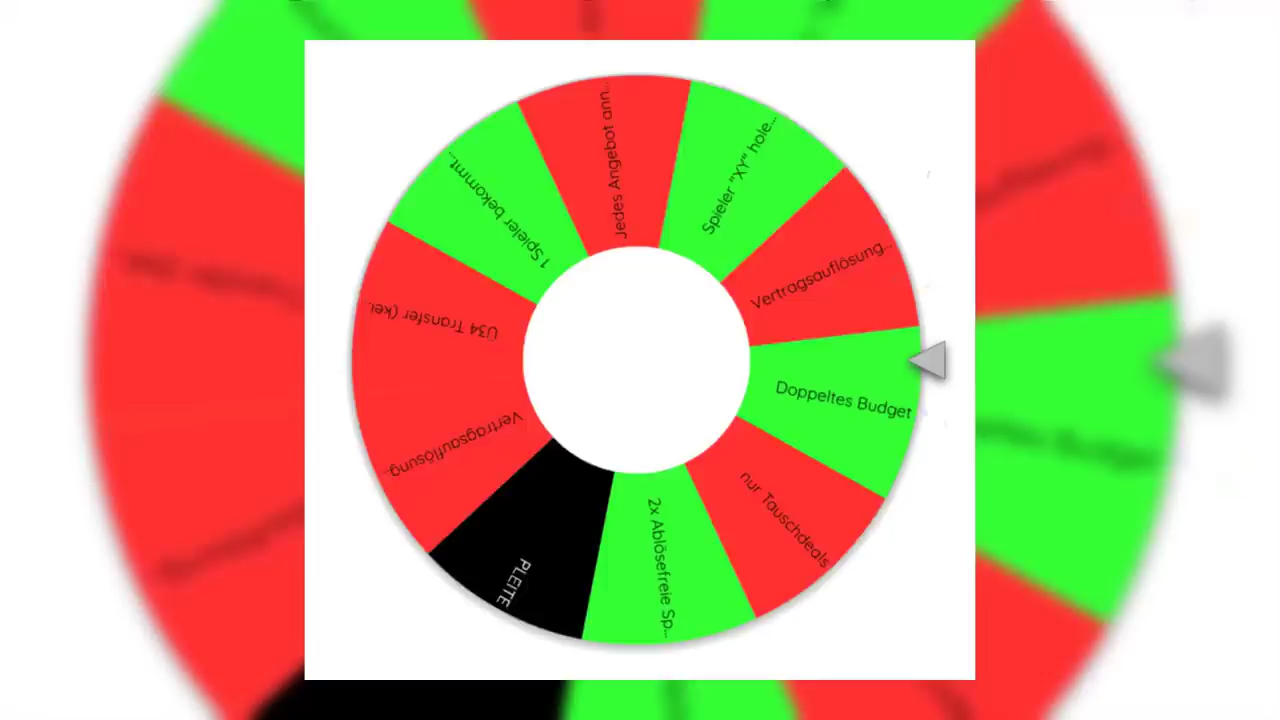 Jedes Angebot ann...
Spieler "XY" hole...
Vertragsauflösung...
Doppeltes Budget
nur Tauschdeals
2x Ablösefreie Sp...
PLEITE
Vertragsauflösung...
Ü34 Transfer (kei...
1 Spieler bekommt...